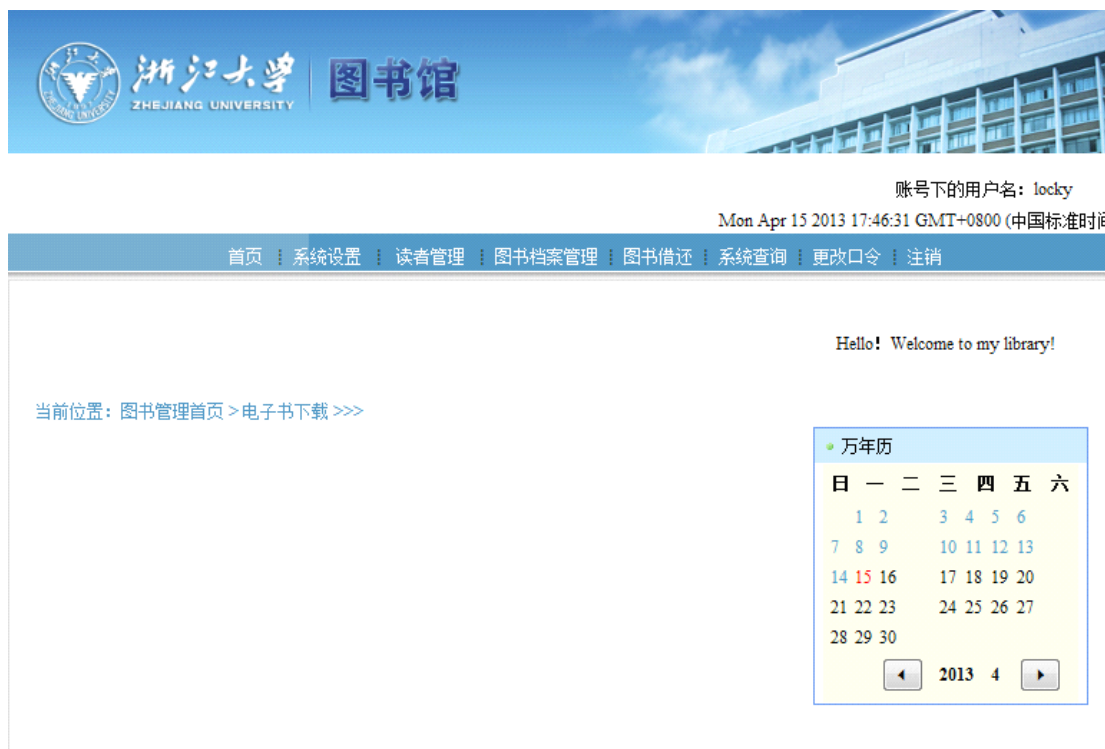 浙江大学 图书馆
ZHEJIANG UNIVERSITY
账号下的用户名：locky
Mon Apr 15 2013 17:46:31 GMT+0800 (中国标准时间
首页 系统设置 读者管理 图书档案管理 图书借还 系统查询 更改口令 注销
Hello！Welcome to my library!
当前位置：图书管理首页 > 电子书下载 >>>
万年历
日 一 二 三 四 五 六
1 2 3 4 5 6
7 8 9 10 11 12 13
14 15 16 17 18 19 20
21 22 23 24 25 26 27
28 29 30
2013 4